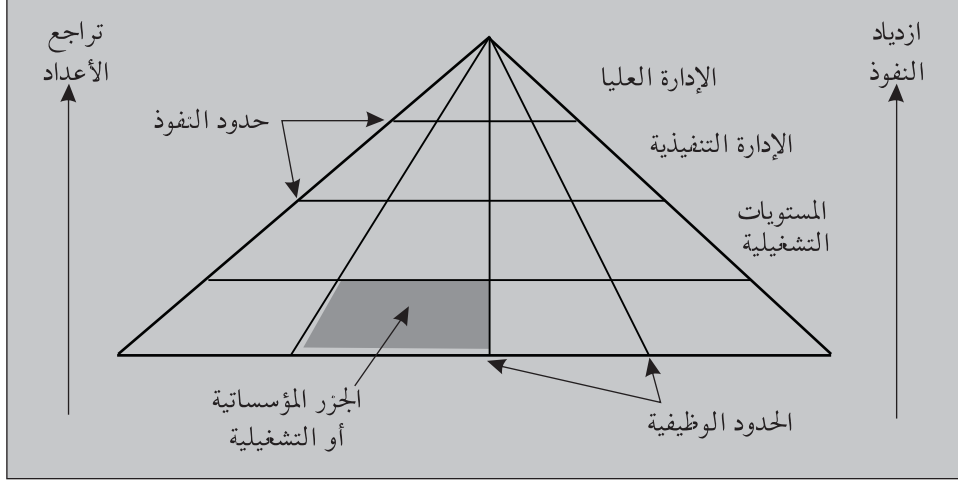 ازدياد
النفوذ
تراجع
الأعداد
الإدارة العليا
حدود النفوذ
الإدارة التنفيذية
المستويات
التشغيلية
الجزر المؤسساتية
أو التشغيلية
الحدود الوظيفية